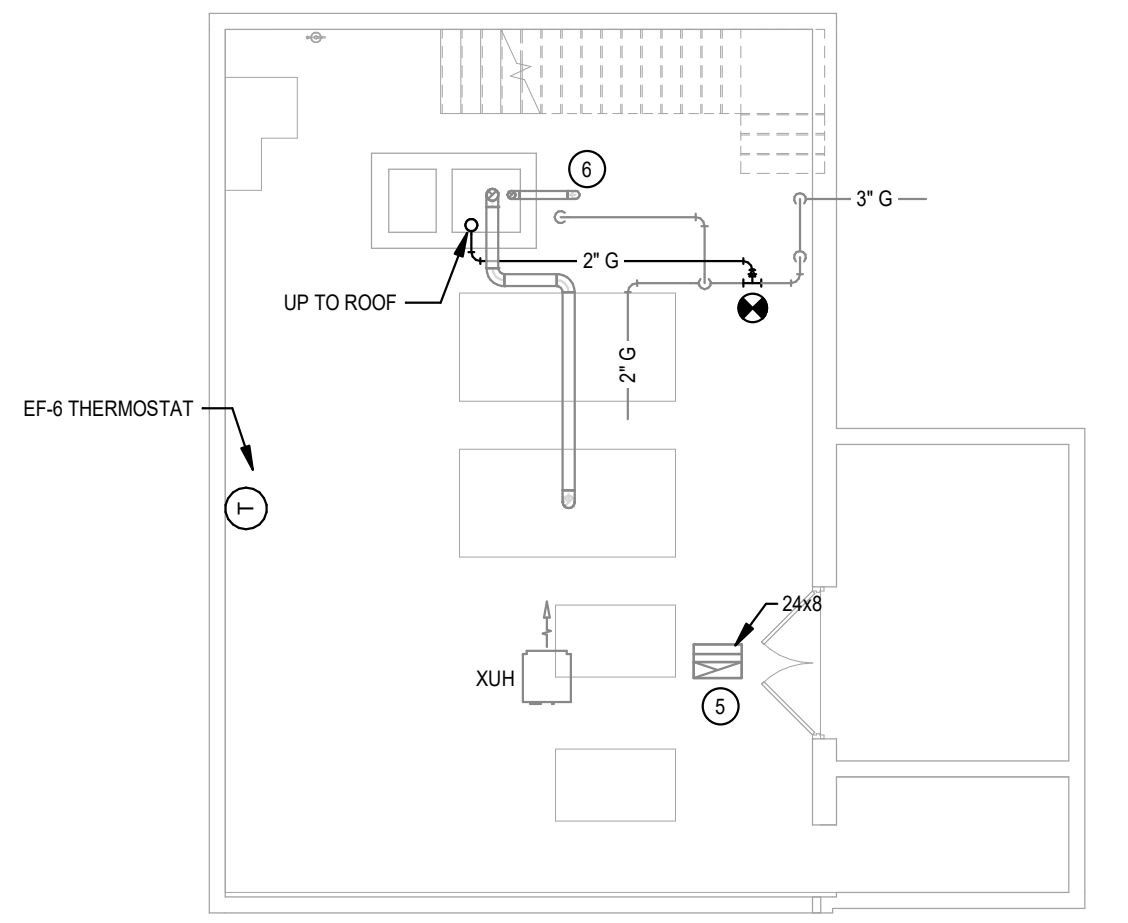 6
3" G
2" G
UP TO ROOF
2" G
EF-6 THERMOSTAT
T
24x8
XUH
5